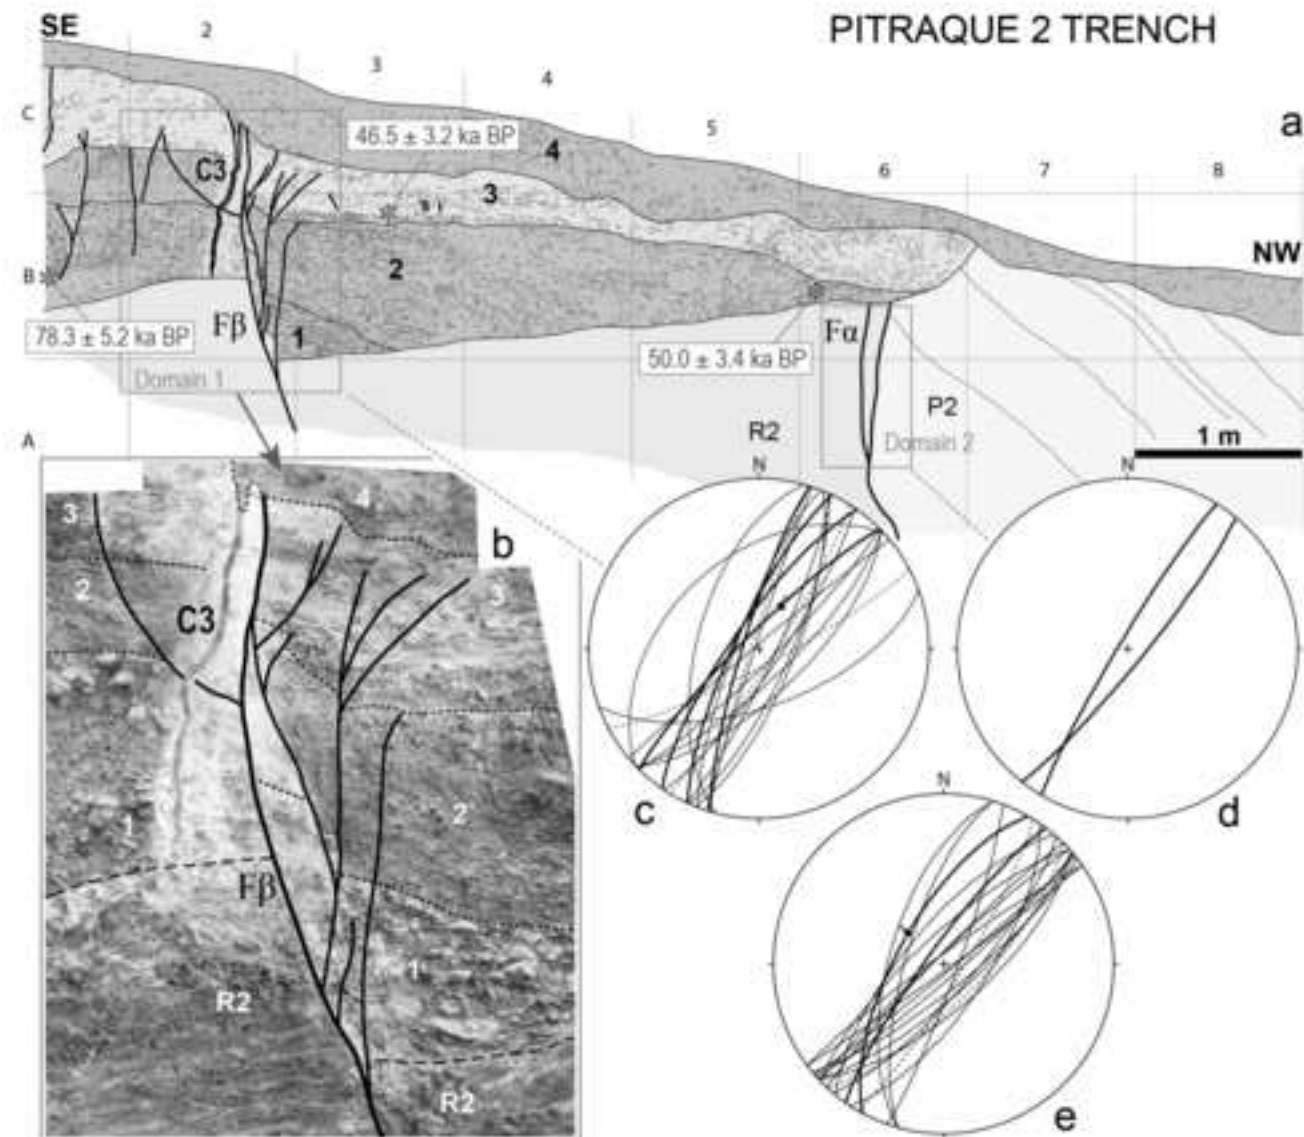 SE
PITRAQUE 2 TRENCH
2
3
4
5
6
7
8
a
C
B
A
46.5 ± 3.2 ka BP
4
C3
3
2
NW
Fβ
1
Fα
78.3 ± 5.2 ka BP
50.0 ± 3.4 ka BP
Domain 1
P2
R2
Domain 2
1 m
N
N
3
4
b
2
C3
3
1
2
Fβ
1
R2
R2
c
d
N
e